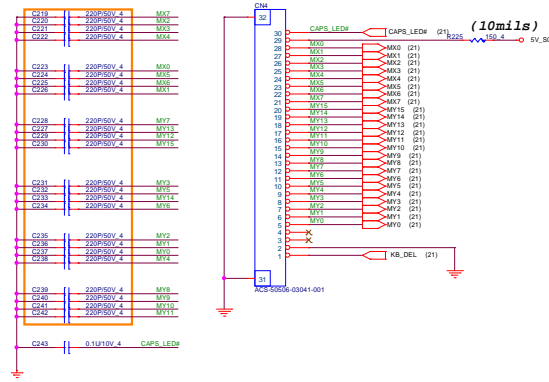 C219 220P/50V_4 MX7
C220 220P/50V_4 MX2
C221 220P/50V_4 MX3
C222 220P/50V_4 MX4
C223 220P/50V_4 MX0
C224 220P/50V_4 MX5
C225 220P/50V_4 MX6
C226 220P/50V_4 MX1
C228 220P/50V_4 MY7
C227 220P/50V_4 MY13
C229 220P/50V_4 MY12
C230 220P/50V_4 MY15
C231 220P/50V_4 MY3
C232 220P/50V_4 MY5
C233 220P/50V_4 MY14
C234 220P/50V_4 MY6
C235 220P/50V_4 MY2
C236 220P/50V_4 MY1
C237 220P/50V_4 MY0
C238 220P/50V_4 MY4
C239 220P/50V_4 MY8
C240 220P/50V_4 MY9
C241 220P/50V_4 MY10
C242 220P/50V_4 MY11
C243 0.1U/10V_4 CAPS_LED#
CN4
32
(10mils)
30 CAPS_LED# CAPS_LED# (21)
29 R225 150_4 5V_S0
28 MX0 MX0 (21)
27 MX1 MX1 (21)
26 MX2 MX2 (21)
25 MX3 MX3 (21)
24 MX4 MX4 (21)
23 MX5 MX5 (21)
22 MX6 MX6 (21)
21 MX7 MX7 (21)
20 MY15 MY15 (21)
19 MY14 MY14 (21)
18 MY13 MY13 (21)
17 MY12 MY12 (21)
16 MY11 MY11 (21)
15 MY10 MY10 (21)
14 MY9 MY9 (21)
13 MY8 MY8 (21)
12 MY7 MY7 (21)
11 MY6 MY6 (21)
10 MY5 MY5 (21)
9 MY4 MY4 (21)
8 MY3 MY3 (21)
7 MY2 MY2 (21)
6 MY1 MY1 (21)
5 MY0 MY0 (21)
4
3
2
1 KB_DEL (21)
31
ACS-50506-03041-001